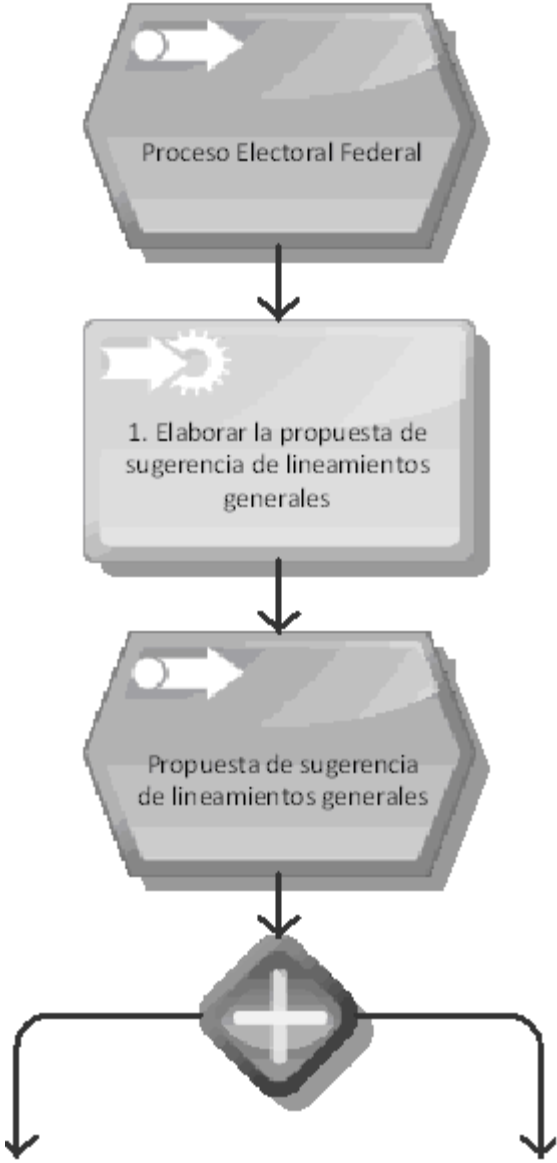 Proceso Electoral Federal
1. Elaborar la propuesta de
sugerencia de lineamientos
generales
Propuesta de sugerencia
de lineamientos generales